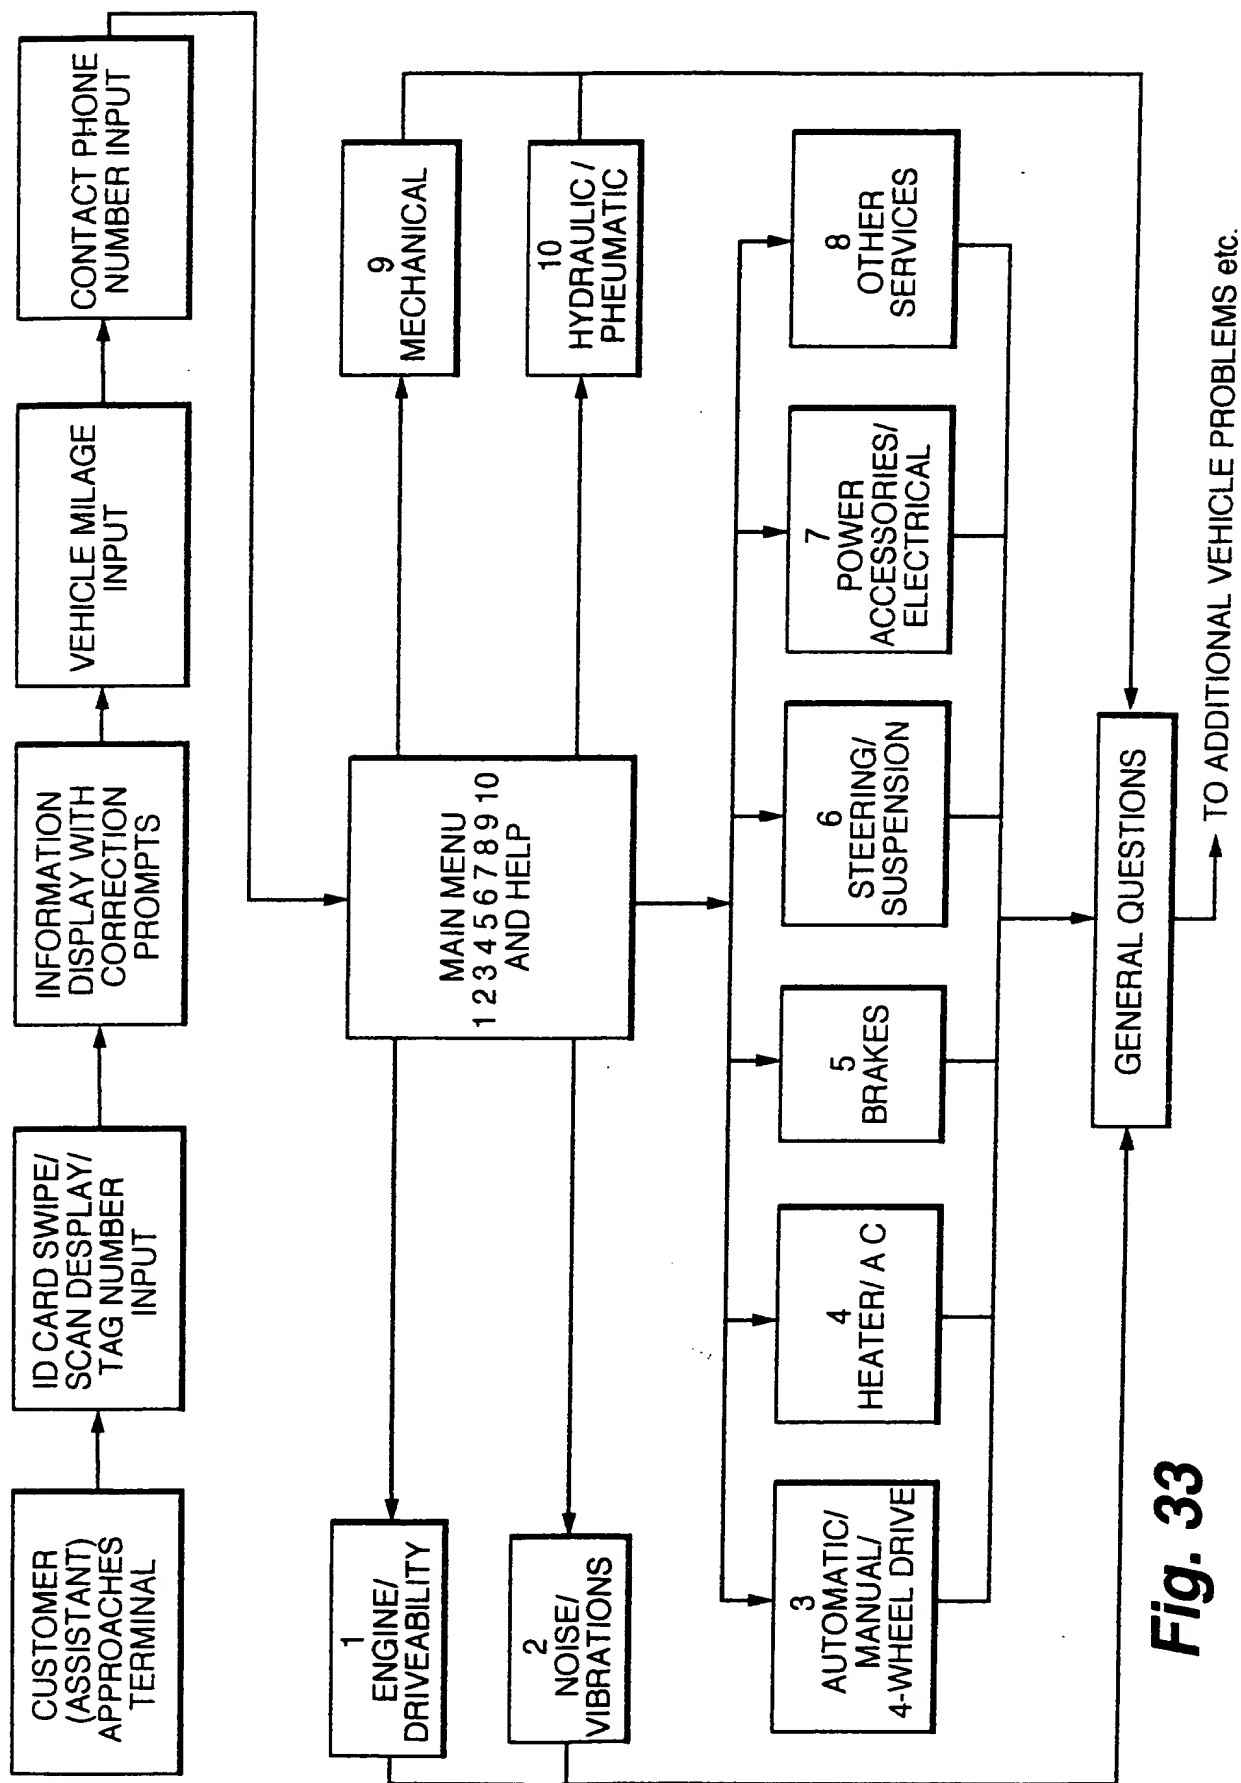 CUSTOMER
(ASSISTANT)
APPROACHES
TERMINAL
ID CARD SWIPE/
SCAN DESPLAY/
TAG NUMBER
INPUT
INFORMATION
DISPLAY WITH
CORRECTION
PROMPTS
VEHICLE MILAGE
INPUT
CONTACT PHONE
NUMBER INPUT
1
ENGINE/
DRIVEABILITY
2
NOISE/
VIBRATIONS
MAIN MENU
1 2 3 4 5 6 7 8 9 10
AND HELP
9
MECHANICAL
10
HYDRAULIC /
PHEUMATIC
3
AUTOMATIC/
MANUAL/
4-WHEEL DRIVE
4
HEATER/ A C
5
BRAKES
6
STEERING/
SUSPENSION
7
POWER
ACCESSORIES/
ELECTRICAL
8
OTHER
SERVICES
GENERAL QUESTIONS
TO ADDITIONAL VEHICLE PROBLEMS etc.
Fig. 33